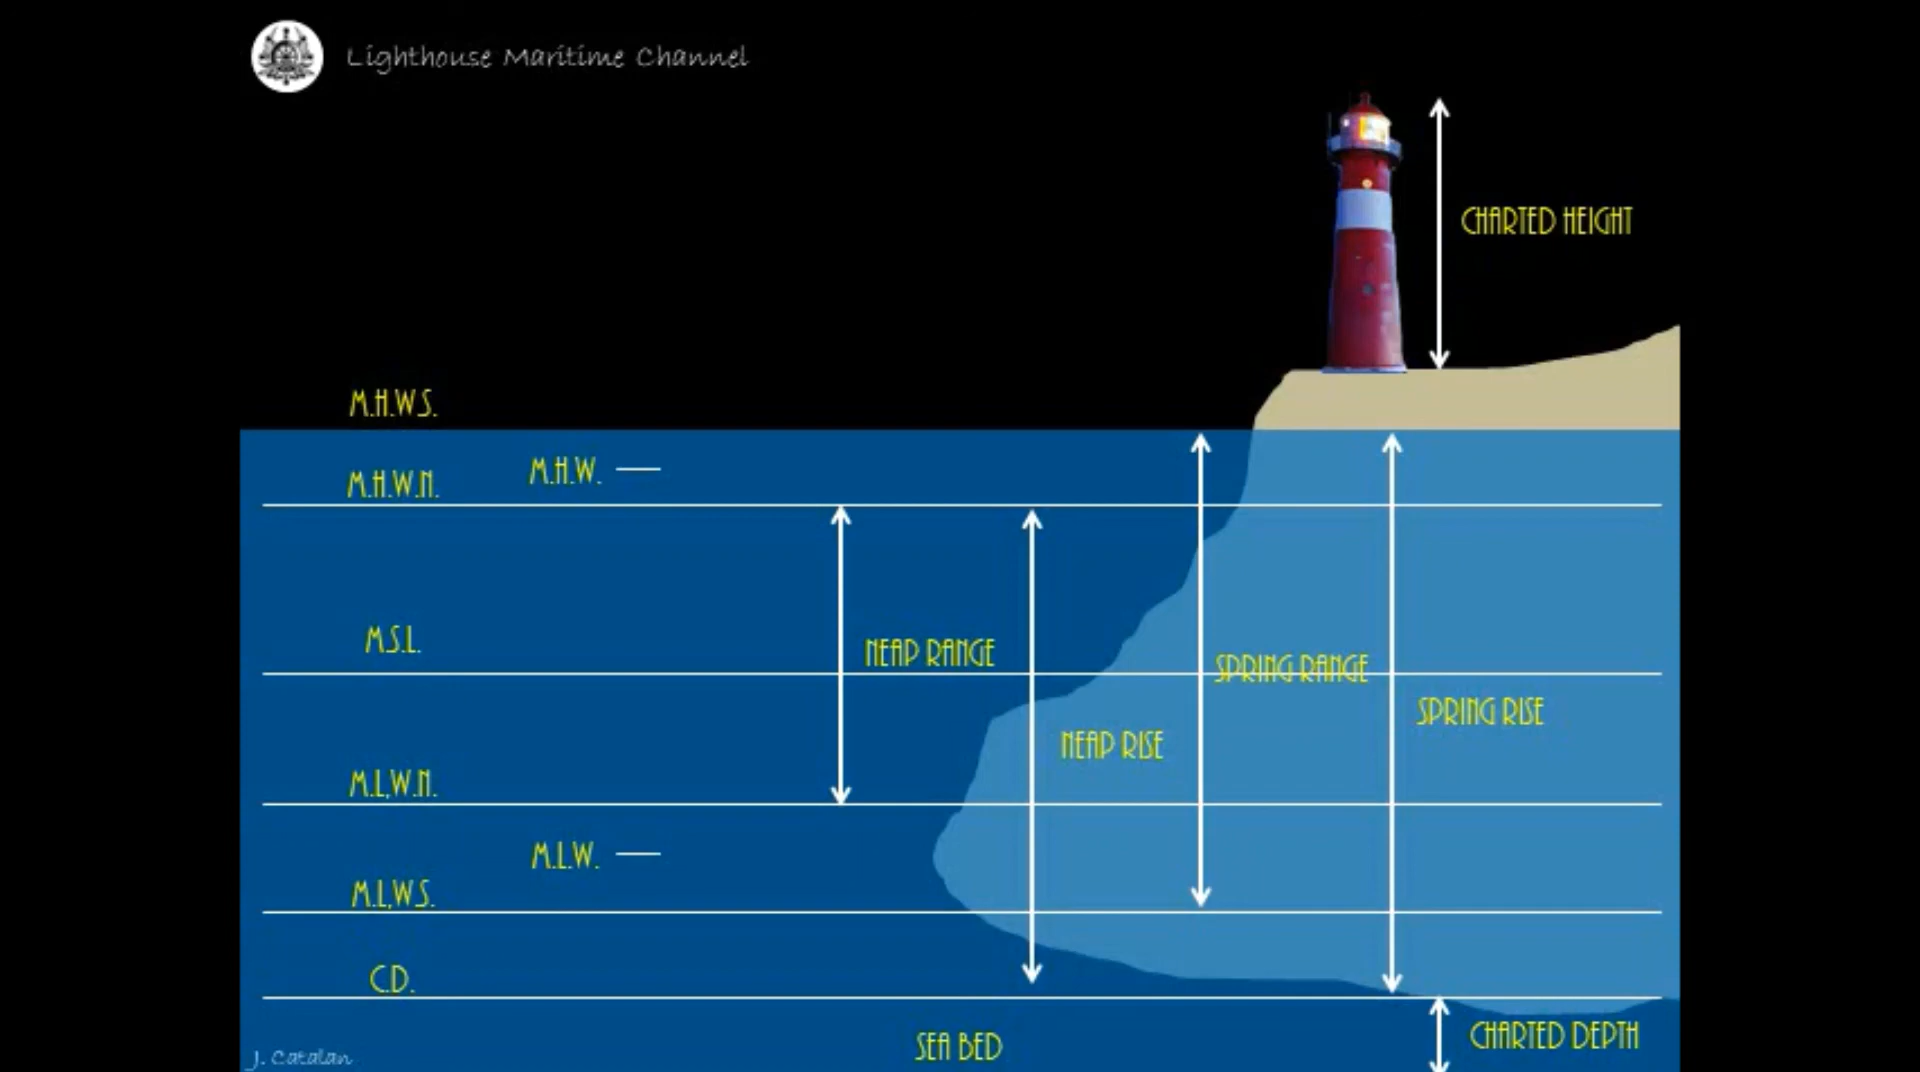 Lighthouse Maritime Channel
CHARTED HEIGHT
M.H.W.S.
M.H.W.
M.H.W.N.
M.S.L.
NEAP RANGE
SPRING RANGE
SPRING RISE
NEAP RISE
M.L.W.N.
M.L.W.
M.L.W.S.
C.D.
CHARTED DEPTH
SEA BED
J. Catalan